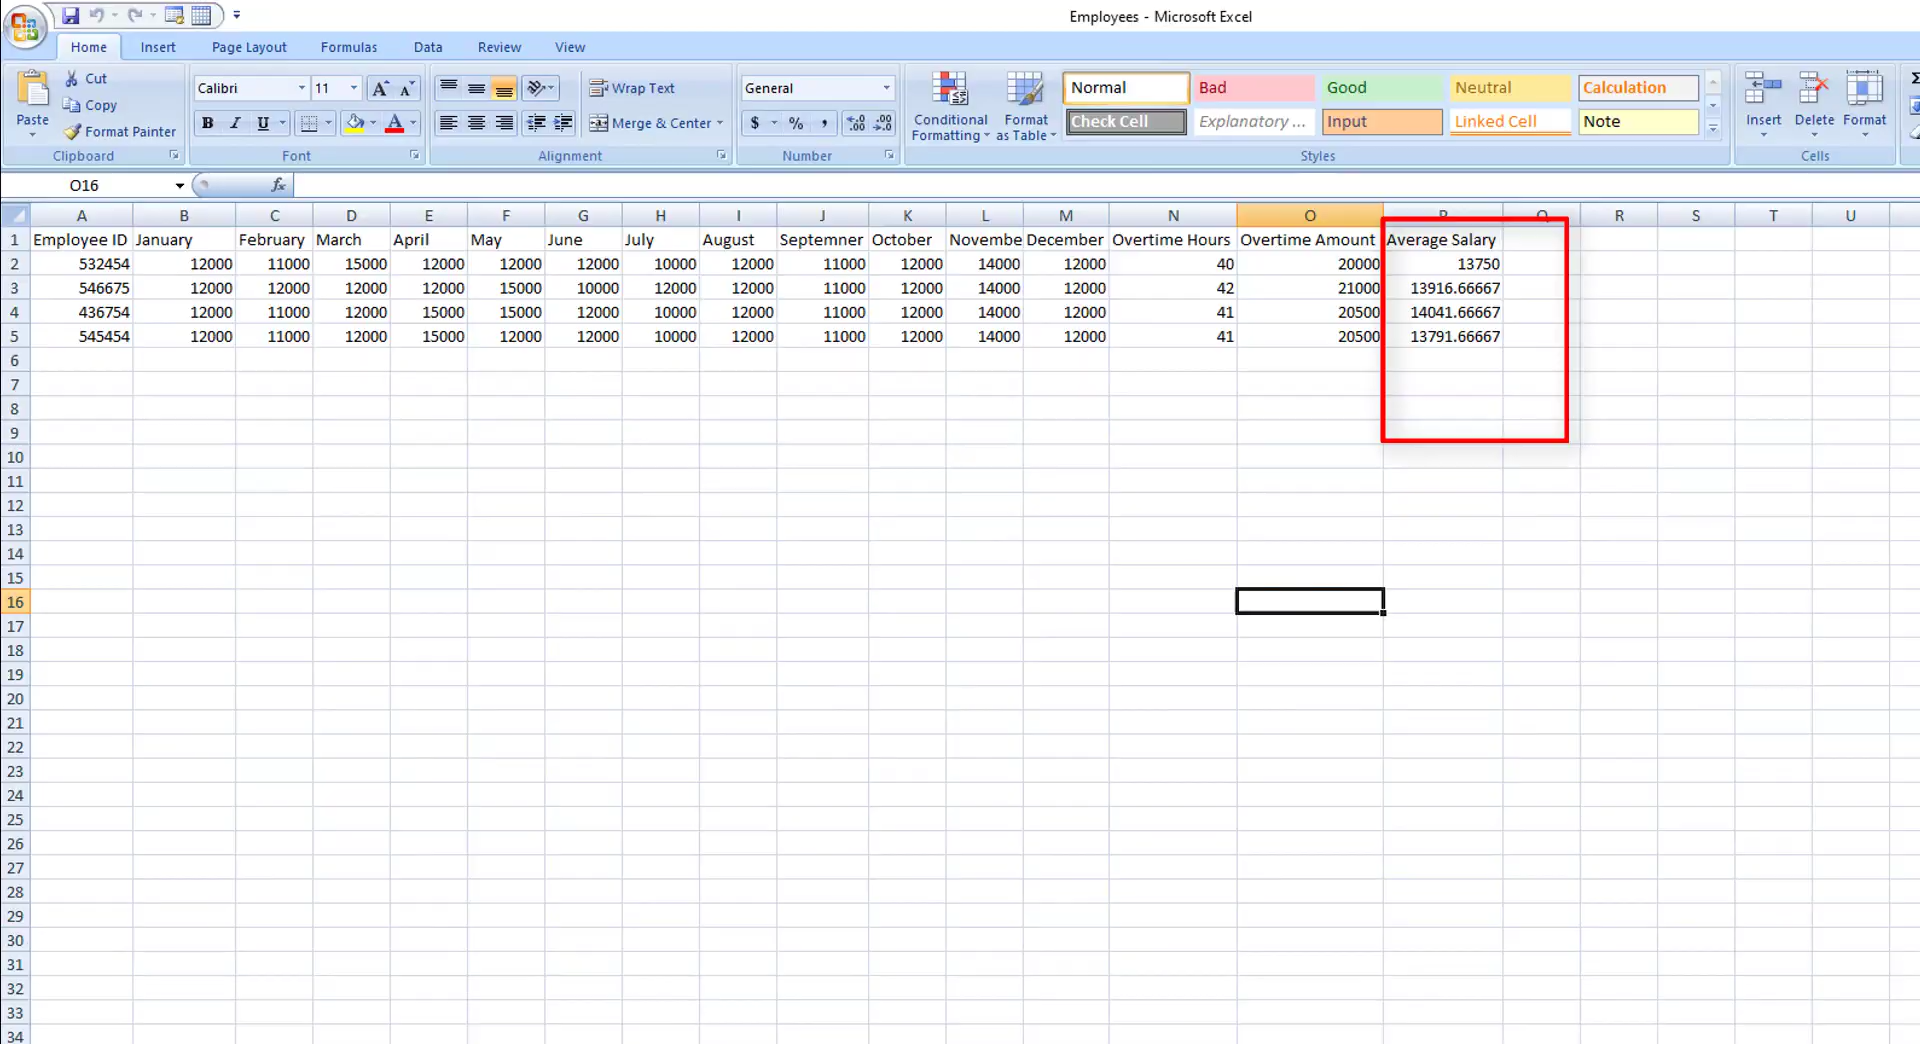 Employees - Microsoft Excel
Home Insert Page Layout Formulas Data Review View
Paste Cut Copy Format Painter Clipboard
Calibri 11 A A B I U A Font
Wrap Text Merge & Center Alignment
General $ % , Number
Conditional Formatting Format as Table
Normal Bad Good Neutral Calculation
Check Cell Explanatory ... Input Linked Cell Note
Styles
Insert Delete Format Cells
O16 fx
A B C D E F G H I J K L M N O P Q R S T U
1 Employee ID January February March April May June July August Septemner October Novembe December Overtime Hours Overtime Amount Average Salary
2 532454 12000 11000 15000 12000 12000 12000 10000 12000 11000 12000 14000 12000 40 20000 13750
3 546675 12000 12000 12000 12000 15000 10000 12000 12000 11000 12000 14000 12000 42 21000 13916.66667
4 436754 12000 11000 12000 15000 15000 12000 10000 12000 11000 12000 14000 12000 41 20500 14041.66667
5 545454 12000 11000 12000 15000 12000 12000 10000 12000 11000 12000 14000 12000 41 20500 13791.66667
6
7
8
9
10
11
12
13
14
15
16
17
18
19
20
21
22
23
24
25
26
27
28
29
30
31
32
33
34